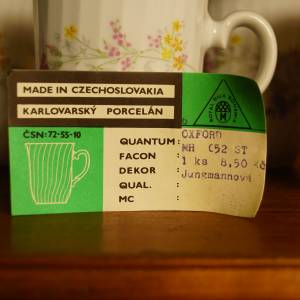 MADE IN CZECHOSLOVAKIA
KARLOVARSKÝ PORCELÁN
ČSN: 72-55-10
QUANTUM: OXFORD
FACON : MH C52 ST
DEKOR : 1 ks 8,50 Kč
QUAL. : Jungmannová
MC :
M